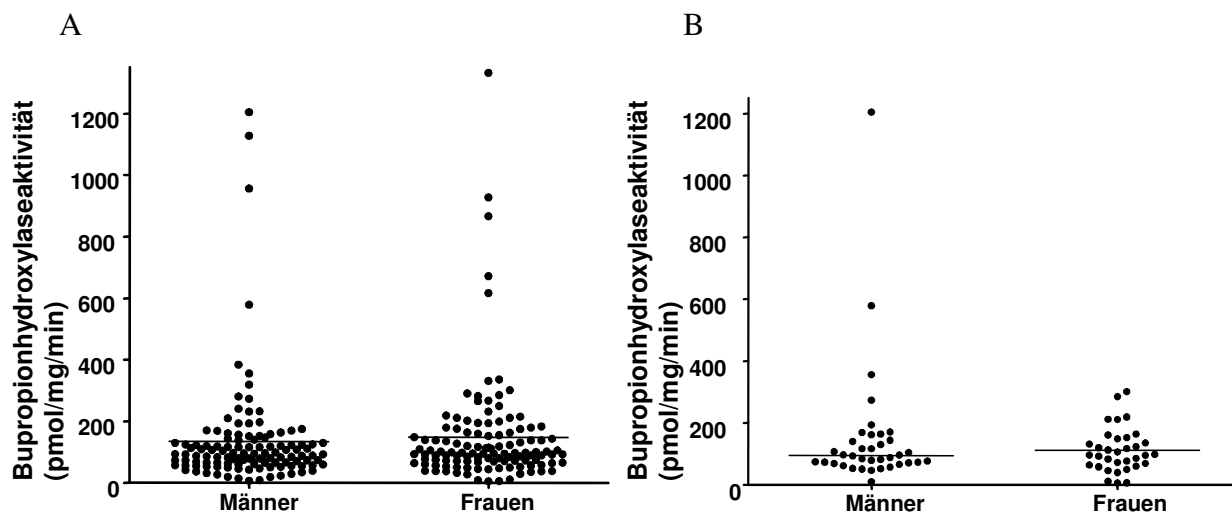 A
Bupropionhydroxylaseaktivität
(pmol/mg/min)
1200
1000
800
600
400
200
0
Männer
Frauen
B
Bupropionhydroxylaseaktivität
(pmol/mg/min)
1200
1000
800
600
400
200
0
Männer
Frauen